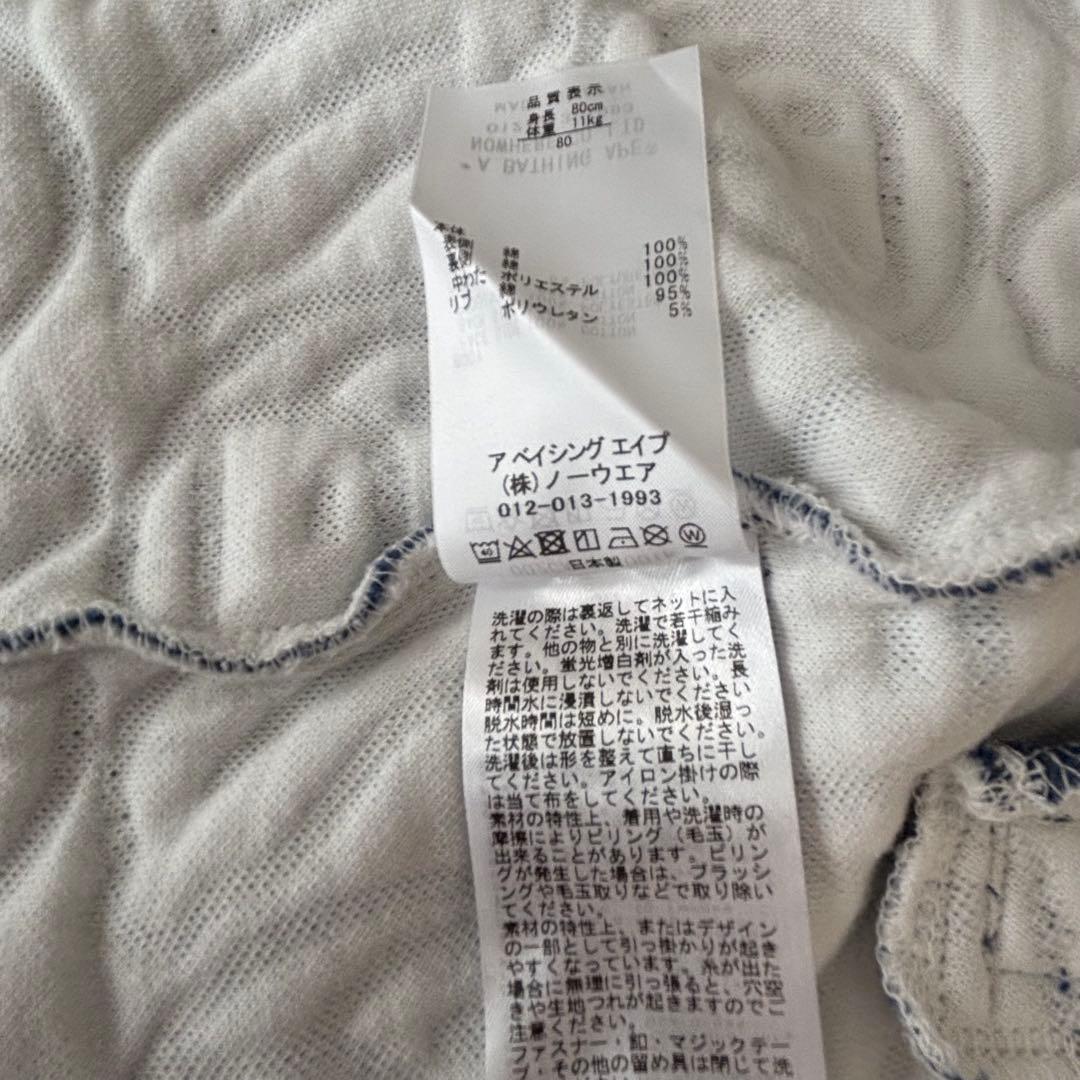 品質表示
身長 80cm
体重 11kg
80
本体
表側 綿 100%
裏側 綿 100%
中わた ポリエステル 100%
リブ 綿 95%
ポリウレタン 5%
ア ベイシング エイプ
(株)ノーウエア
012-013-1993
40
W
日本製
洗濯の際は裏返してネットに入
れてください。洗濯で若干縮み
ます。他の物と別に洗濯してく
ださい。蛍光増白剤が入った洗
剤は使用しないでください。長
時間水に浸漬しないでください
脱水時間は短めに。脱水後湿っ
た状態で放置しないでください。
洗濯後は形を整えて直ちに干し
てください。アイロン掛けの際
は当て布をしてください。
素材の特性上、着用や洗濯時の
摩擦によりピリング(毛玉)が
出来ることがあります。ピリン
グが発生した場合は、ブラッシ
ングや毛玉取りなどで取り除い
てください。
素材の特性上、またはデザイン
の一部として引っ掛かりが起き
やすくなっています。糸が出た
場合に無理に引っ張ると、穴空
きや生地つれが起きますのでご
注意ください。
ファスナー・釦・マジックテー
プ・その他の留め具は閉じて洗